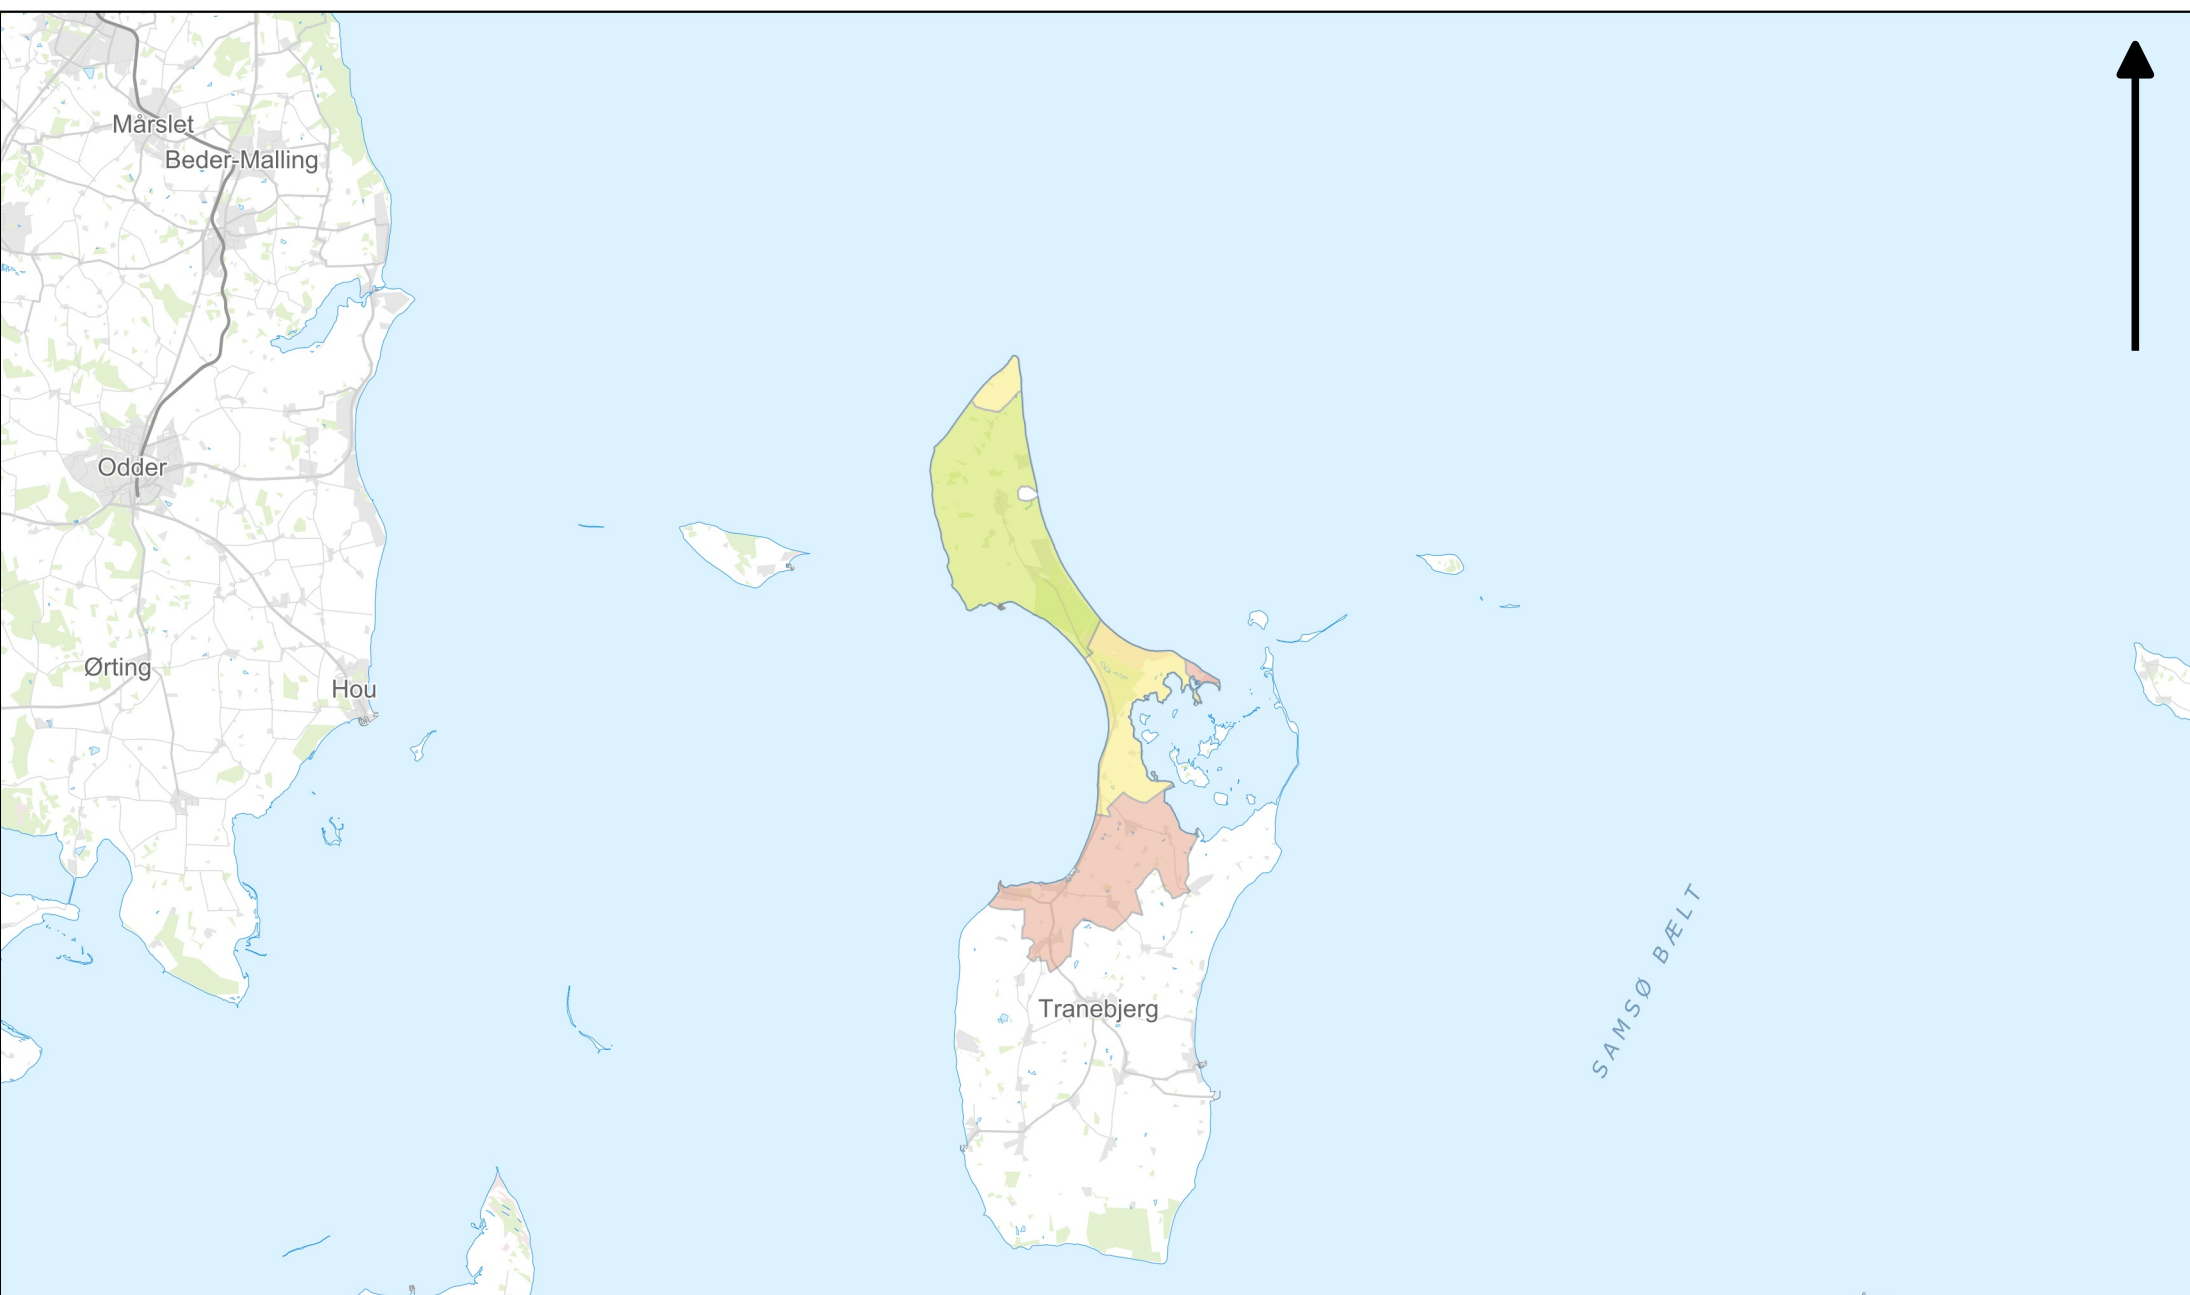 Mårslet
Beder-Malling
Odder
Ørting
Hou
SAMSØ BÆLT
Tranebjerg